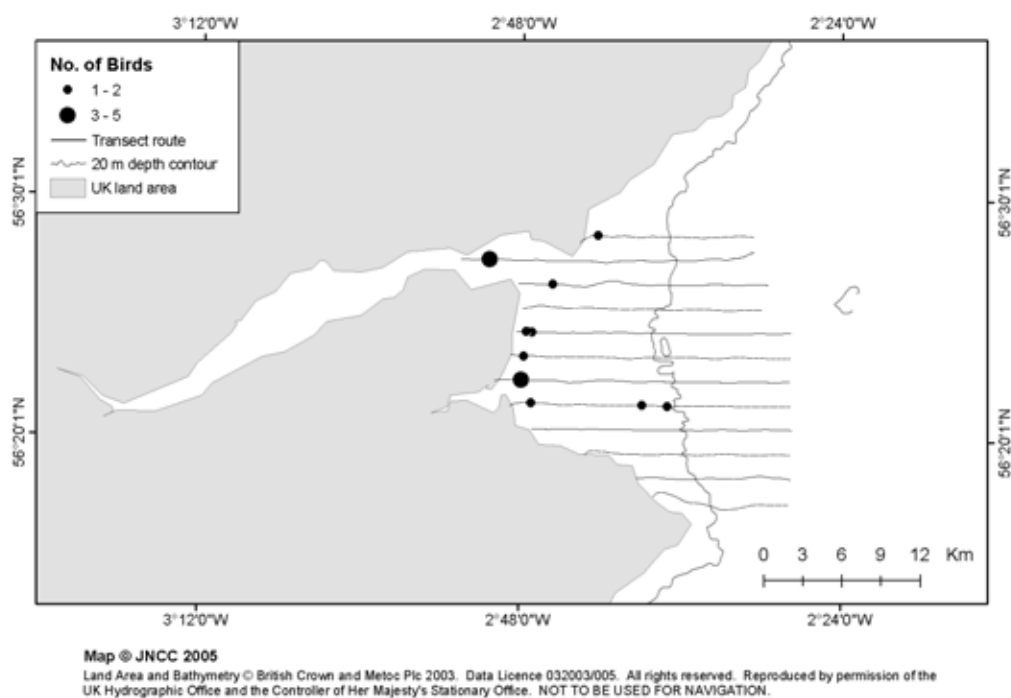 3°12'0"W 2°48'0"W 2°24'0"W
No. of Birds
1 - 2
3 - 5
Transect route
20 m depth contour
UK land area
56°30'1"N 56°30'1"N
56°20'1"N 56°20'1"N
0 3 6 9 12 Km
3°12'0"W 2°48'0"W 2°24'0"W
Map © JNCC 2005
Land Area and Bathymetry © British Crown and Metoc Plc 2003. Data Licence 032003/005. All rights reserved. Reproduced by permission of the
UK Hydrographic Office and the Controller of Her Majesty's Stationary Office. NOT TO BE USED FOR NAVIGATION.